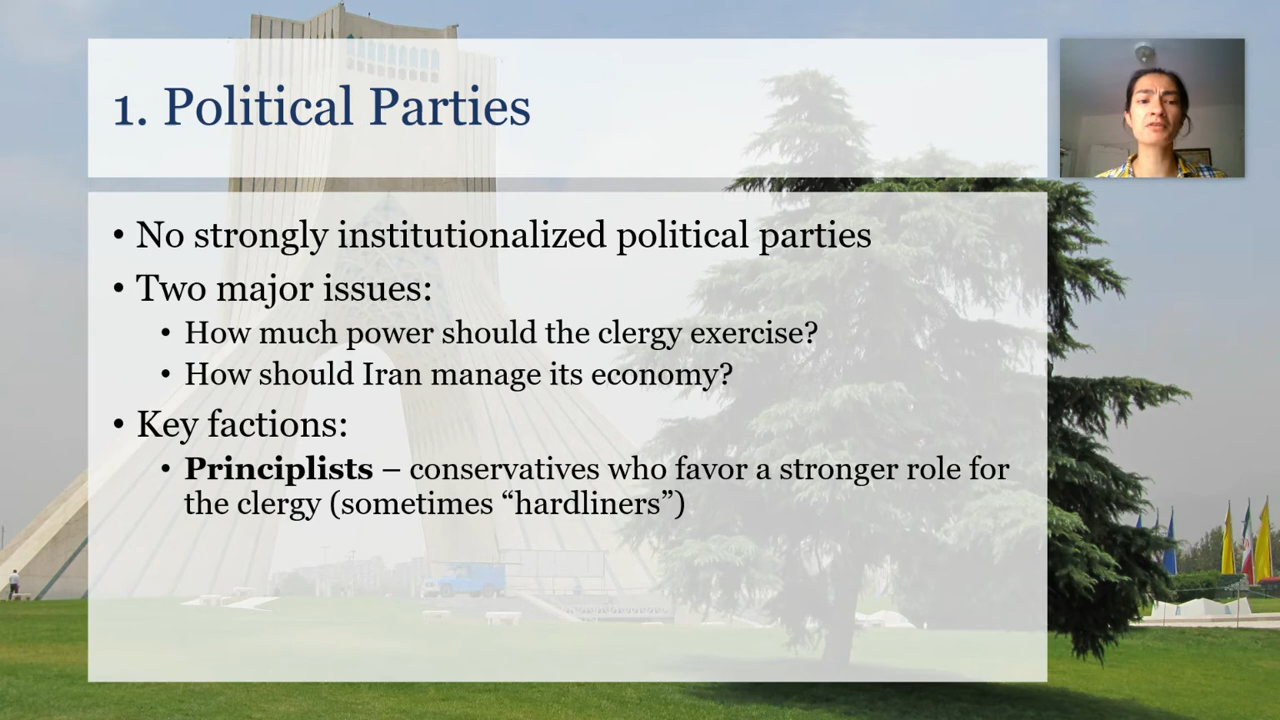 1. Political Parties
• No strongly institutionalized political parties
• Two major issues:
• How much power should the clergy exercise?
• How should Iran manage its economy?
• Key factions:
• Principlists – conservatives who favor a stronger role for
the clergy (sometimes “hardliners”)